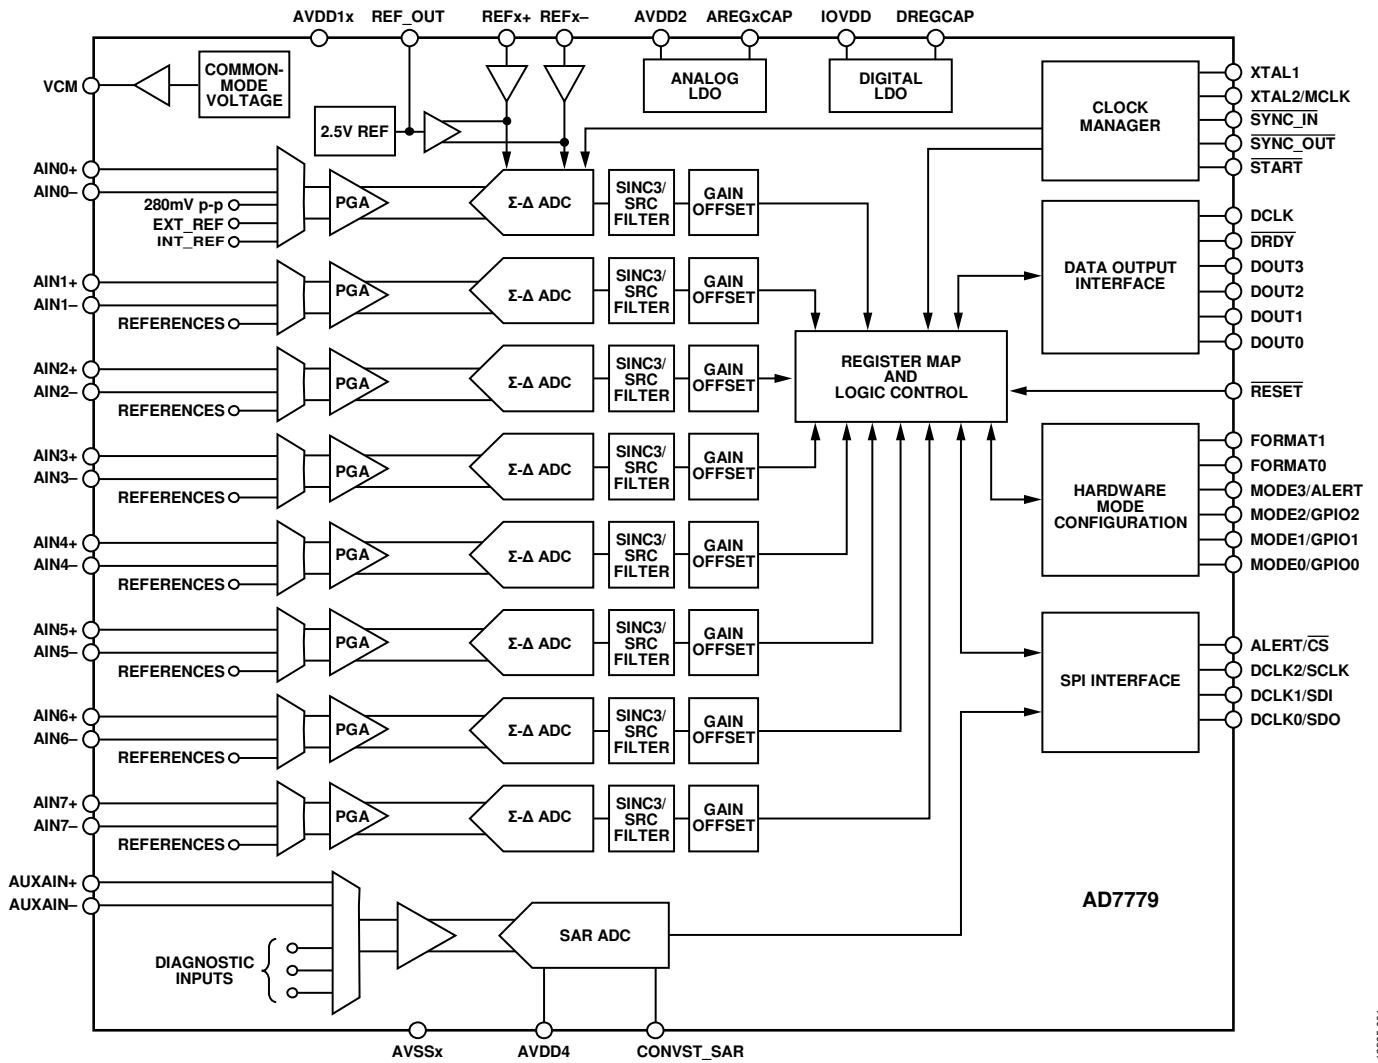 AVDD1x REF_OUT REFx+ REFx– AVDD2 AREGxCAP IOVDD DREGCAP
VCM
COMMON-
MODE
VOLTAGE
2.5V REF
ANALOG
LDO
DIGITAL
LDO
CLOCK
MANAGER
XTAL1
XTAL2/MCLK
SYNC_IN
SYNC_OUT
START
AIN0+
AIN0–
280mV p-p
EXT_REF
INT_REF
PGA
Σ-Δ ADC
SINC3/
SRC
FILTER
GAIN
OFFSET
DATA OUTPUT
INTERFACE
DCLK
DRDY
DOUT3
DOUT2
DOUT1
DOUT0
AIN1+
AIN1–
REFERENCES
PGA
Σ-Δ ADC
SINC3/
SRC
FILTER
GAIN
OFFSET
REGISTER MAP
AND
LOGIC CONTROL
AIN2+
AIN2–
REFERENCES
PGA
Σ-Δ ADC
SINC3/
SRC
FILTER
GAIN
OFFSET
RESET
AIN3+
AIN3–
REFERENCES
PGA
Σ-Δ ADC
SINC3/
SRC
FILTER
GAIN
OFFSET
HARDWARE
MODE
CONFIGURATION
FORMAT1
FORMAT0
MODE3/ALERT
MODE2/GPIO2
MODE1/GPIO1
MODE0/GPIO0
AIN4+
AIN4–
REFERENCES
PGA
Σ-Δ ADC
SINC3/
SRC
FILTER
GAIN
OFFSET
AIN5+
AIN5–
REFERENCES
PGA
Σ-Δ ADC
SINC3/
SRC
FILTER
GAIN
OFFSET
SPI INTERFACE
ALERT/CS
DCLK2/SCLK
DCLK1/SDI
DCLK0/SDO
AIN6+
AIN6–
REFERENCES
PGA
Σ-Δ ADC
SINC3/
SRC
FILTER
GAIN
OFFSET
AIN7+
AIN7–
REFERENCES
PGA
Σ-Δ ADC
SINC3/
SRC
FILTER
GAIN
OFFSET
AUXAIN+
AUXAIN–
DIAGNOSTIC
INPUTS
SAR ADC
AD7779
AVSSx AVDD4 CONVST_SAR